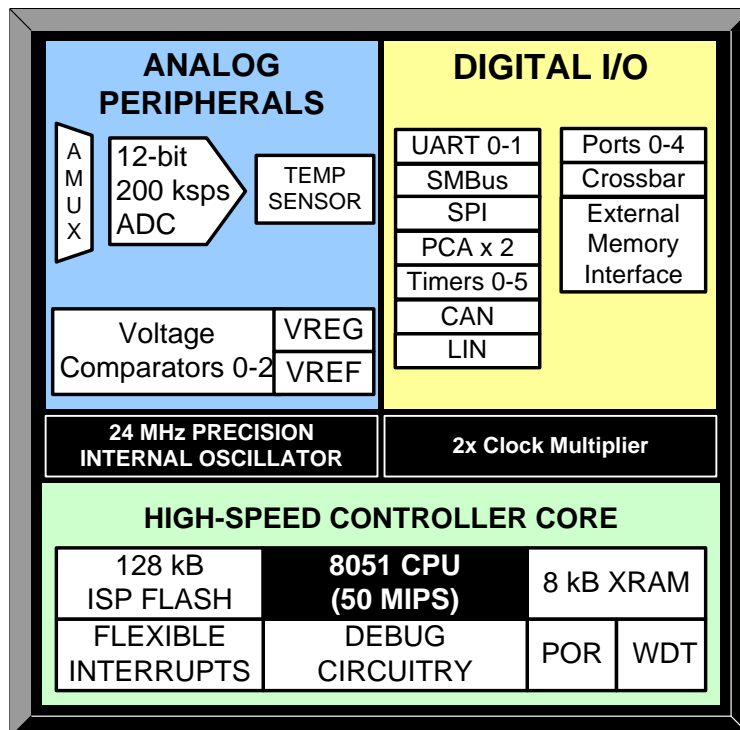 ANALOG
PERIPHERALS
A
M
U
X
12-bit
200 ksps
ADC
TEMP
SENSOR
Voltage
Comparators 0-2
VREG
VREF
DIGITAL I/O
UART 0-1
SMBus
SPI
PCA x 2
Timers 0-5
CAN
LIN
Ports 0-4
Crossbar
External
Memory
Interface
24 MHz PRECISION
INTERNAL OSCILLATOR
2x Clock Multiplier
HIGH-SPEED CONTROLLER CORE
128 kB
ISP FLASH
8051 CPU
(50 MIPS)
8 kB XRAM
FLEXIBLE
INTERRUPTS
DEBUG
CIRCUITRY
POR
WDT